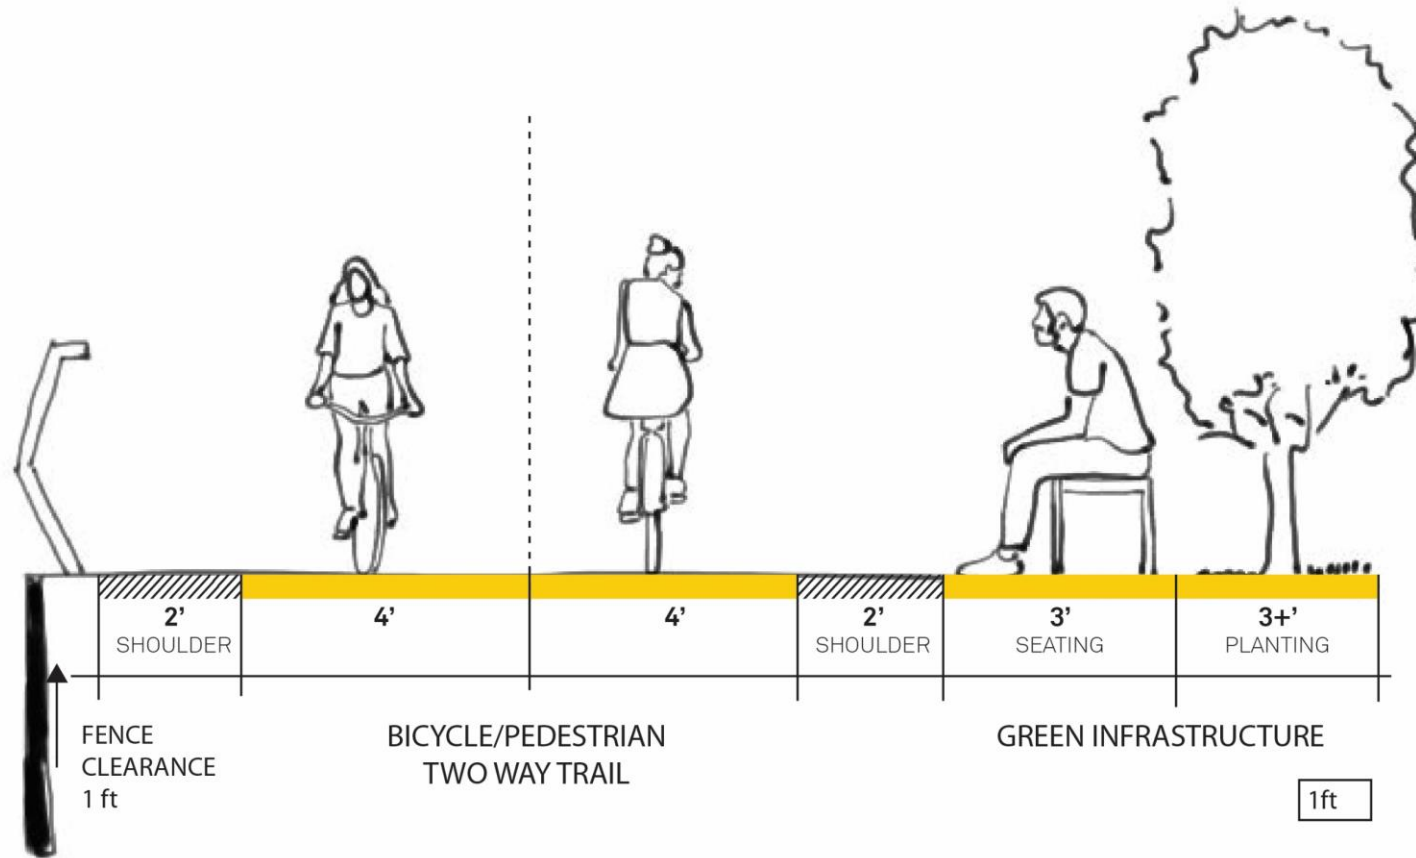 2’
SHOULDER
4’
4’
2’
SHOULDER
3’
SEATING
3+’
PLANTING
FENCE
CLEARANCE
1 ft
BICYCLE/PEDESTRIAN
TWO WAY TRAIL
GREEN INFRASTRUCTURE
1ft